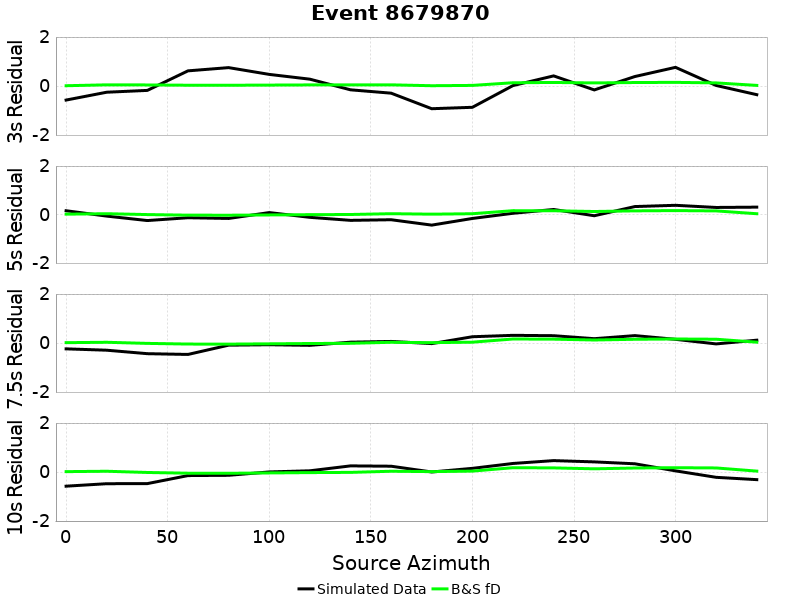 Event 8679870
3s Residual
2
0
-2
5s Residual
2
0
-2
7.5s Residual
2
0
-2
10s Residual
2
0
-2
0 50 100 150 200 250 300
Source Azimuth
Simulated Data B&S fD